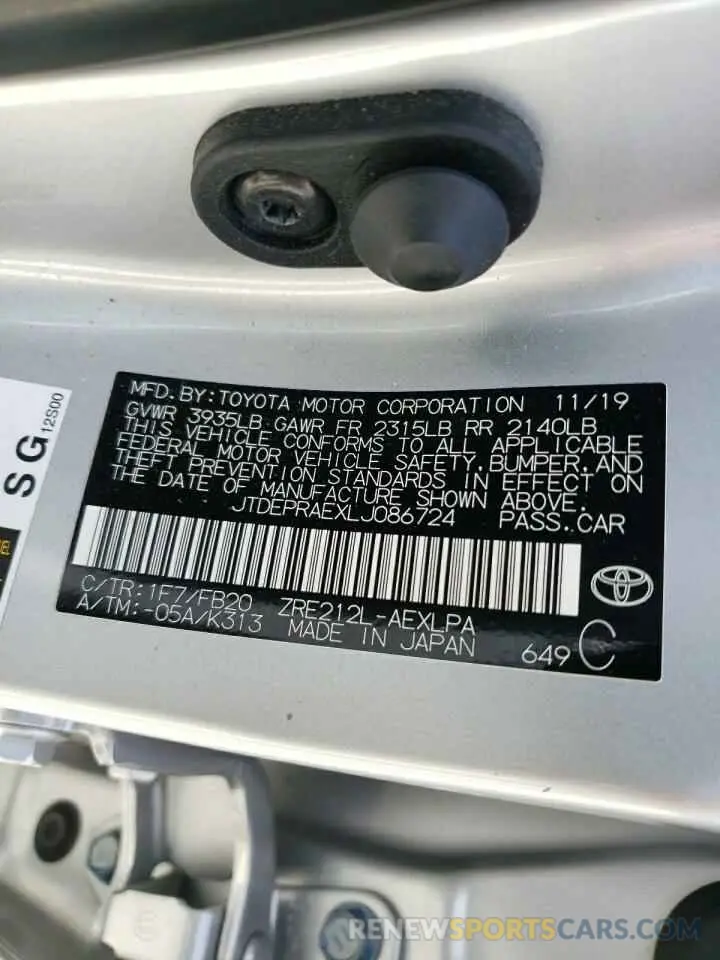 MFD. BY: TOYOTA MOTOR CORPORATION 11/19
GVWR 3935LB GAWR FR 2315LB RR 2140LB
THIS VEHICLE CONFORMS TO ALL APPLICABLE
FEDERAL MOTOR VEHICLE SAFETY, BUMPER, AND
THEFT PREVENTION STANDARDS IN EFFECT ON
THE DATE OF MANUFACTURE SHOWN ABOVE.
JTDEPRAEXLJ086724 PASS. CAR
C/TR: 1F7/FB20 ZRE212L-AEXLPA
A/TM: -05A/K313 MADE IN JAPAN
649 C
SG 12S00
RENEWSPORTSCARS.COM